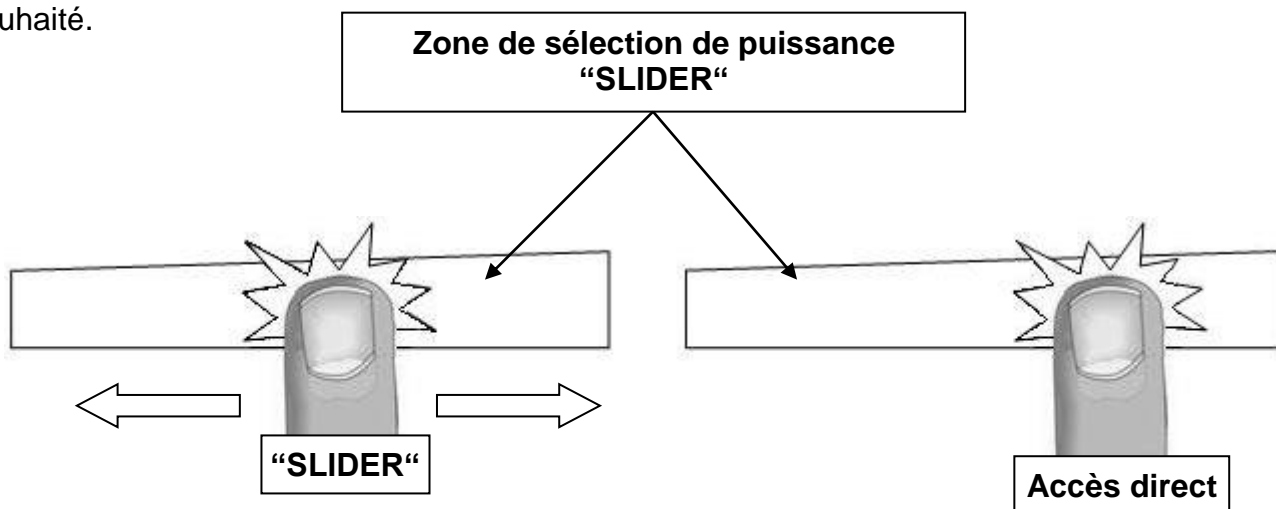 uhaité.
Zone de sélection de puissance
“SLIDER“
“SLIDER“
Accès direct